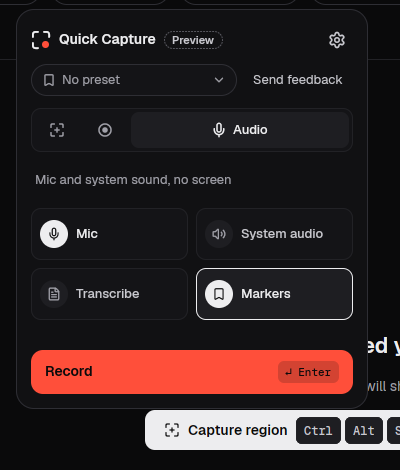 Quick Capture Preview
No preset Send feedback
Audio
Mic and system sound, no screen
Mic System audio
Transcribe Markers
Record ↵ Enter
Capture region Ctrl Alt